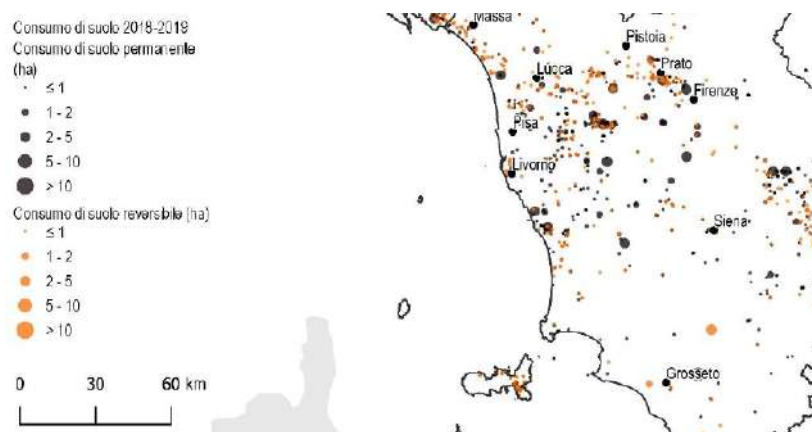 Consumo di suolo 2018-2019
Consumo di suolo permanente
(ha)
≤ 1
1 - 2
2 - 5
5 - 10
> 10
Consumo di suolo reversibile (ha)
≤ 1
1 - 2
2 - 5
5 - 10
> 10
0 30 60 km
Massa
Pistoia
Lucca
Prato
Firenze
Pisa
Livorno
Siena
Grosseto